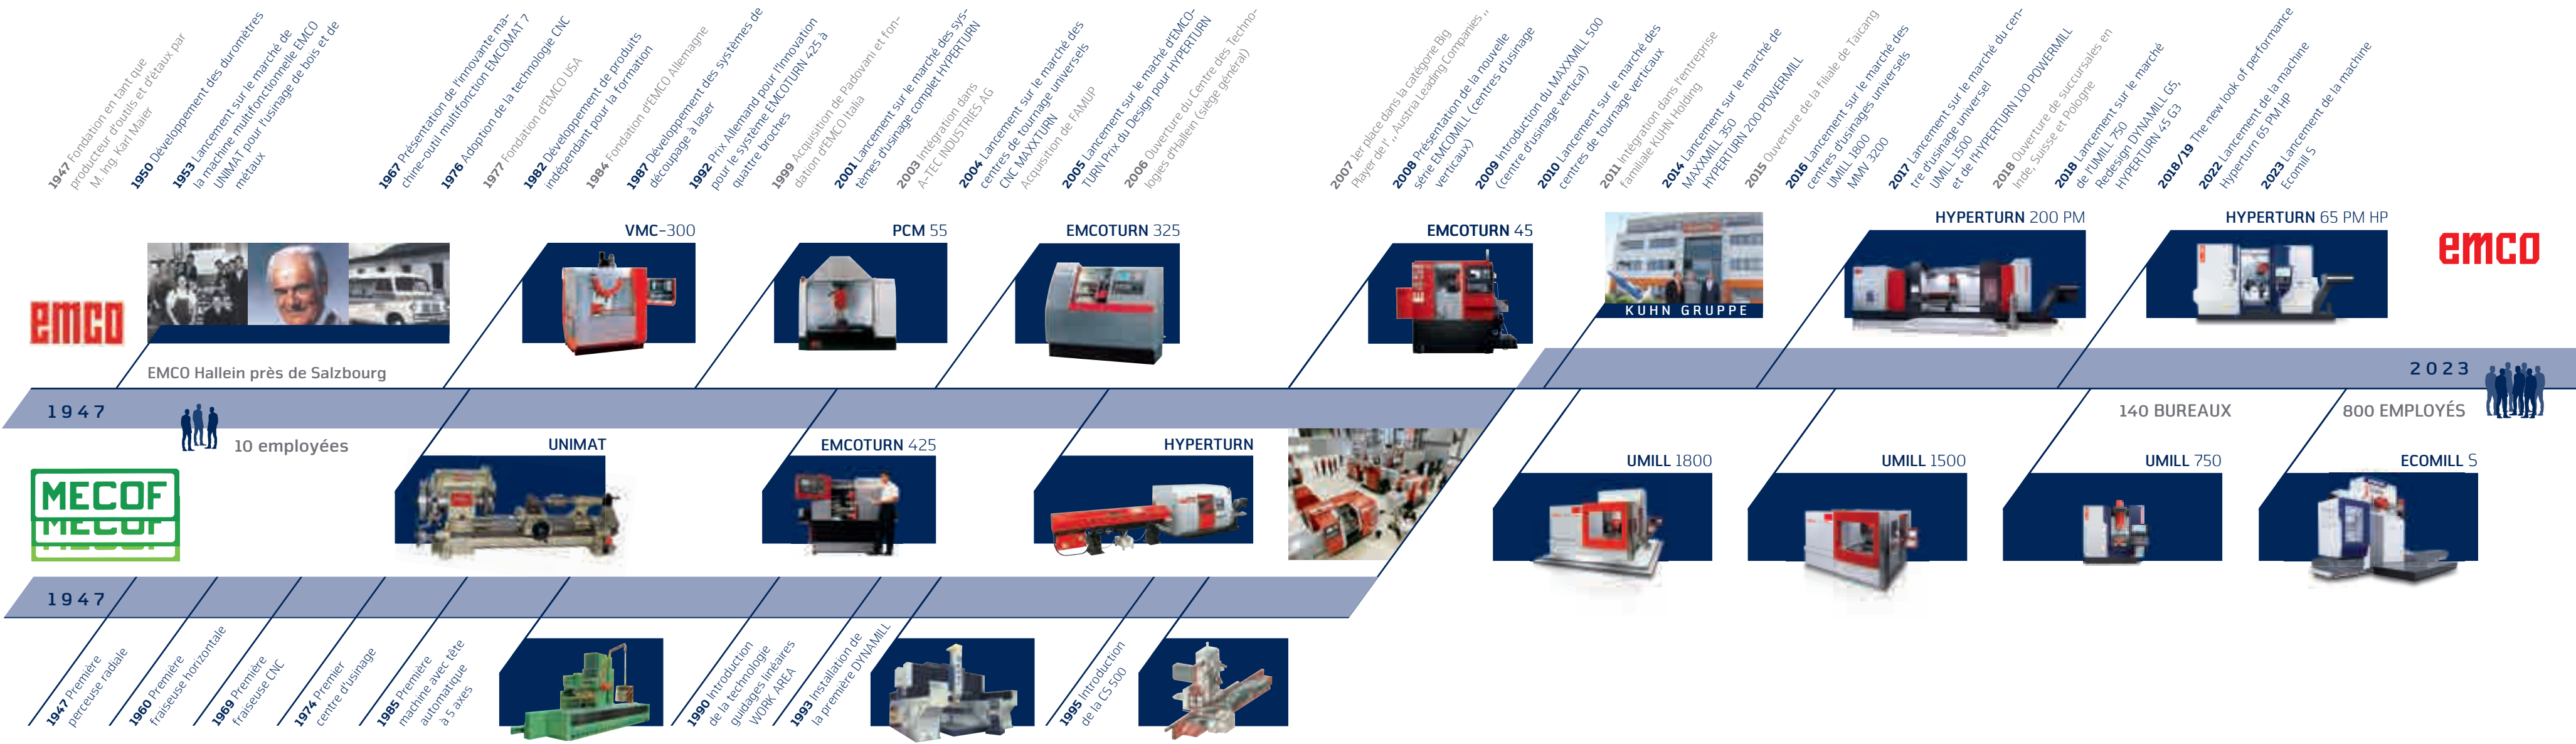 1947 Fondation en tant que
producteur d'outils et d'étaux par
M. Ing. Karl Maier
1950 Développement des duromètres
1953 Lancement sur le marché de
la machine multifonctionnelle EMCO
UNIMAT pour l'usinage de bois et de
métaux
1967 Présentation de l'innovante ma-
chine-outil multifonction EMCOMAT 7
1976 Adoption de la technologie CNC
1977 Fondation d'EMCO USA
1982 Développement de produits
indépendant pour la formation
1984 Fondation d'EMCO Allemagne
1987 Développement des systèmes de
découpage à laser
1992 Prix Allemand pour l'Innovation
pour le système EMCOTURN 425 à
quattre broches
1999 Acquisition de Padovani et fon-
dation d'EMCO Italia
2001 Lancement sur le marché des sys-
tèmes d'usinage complet HYPERTURN
2003 Intégration dans
A-TEC INDUSTRIES AG
2004 Lancement sur le marché des
centres de tournage universels
CNC MAXXTURN
Acquisition de FAMUP
2005 Lancement sur le maché d'EMCO-
TURN Prix du Design pour HYPERTURN
2006 Ouverture du Centre des Techno-
logies d'Hallein (siège général)
2007 1er place dans la catégorie Big
Player de l' ,, Austria Leading Companies ,,
2008 Présentation de la nouvelle
série EMCOMILL (centres d'usinage
verticaux)
2009 Introduction du MAXXMILL 500
(centre d'usinage vertical)
2010 Lancement sur le marché des
centres de tournage verticaux
2011 Intégration dans l'entreprise
familiale KUHN Holding
2014 Lancement sur le marché de
MAXXMILL 350
HYPERTURN 200 POWERMILL
2015 Ouverture de la filiale de Taicang
2016 Lancement sur le marché des
centres d'usinages universels
UMILL 1800
MMV 3200
2017 Lancement sur le marché du cen-
tre d'usinage universel
UMILL 1500
et de l'HYPERTURN 100 POWERMILL
2018 Ouverture de succursales en
Inde, Suisse et Pologne
2018 Lancement sur le marché
de l'UMILL 750
Redesign DYNAMILL G5,
HYPERTURN 45 G3
2018/19 The new look of performance
2022 Lancement de la machine
Hyperturn 65 PM HP
2023 Lancement de la machine
Ecomill S
VMC-300
PCM 55
EMCOTURN 325
EMCOTURN 45
KUHN GRUPPE
HYPERTURN 200 PM
HYPERTURN 65 PM HP
emco
emco
EMCO Hallein près de Salzbourg
2023
1947
10 employées
140 BUREAUX
800 EMPLOYÉS
UNIMAT
EMCOTURN 425
HYPERTURN
UMILL 1800
UMILL 1500
UMILL 750
ECOMILL S
MECOF
MECOF
MECOF
1947
1947 Première
perceuse radiale
1960 Première
fraiseuse horizontale
1969 Première
fraiseuse CNC
1974 Premier
centre d'usinage
1985 Première
machine avec tête
automatique
à 5 axes
1990 Introduction
de la technologie
guidages linéaires
WORK AREA
1993 Installation de
la première DYNAMILL
1995 Introduction
de la CS 500